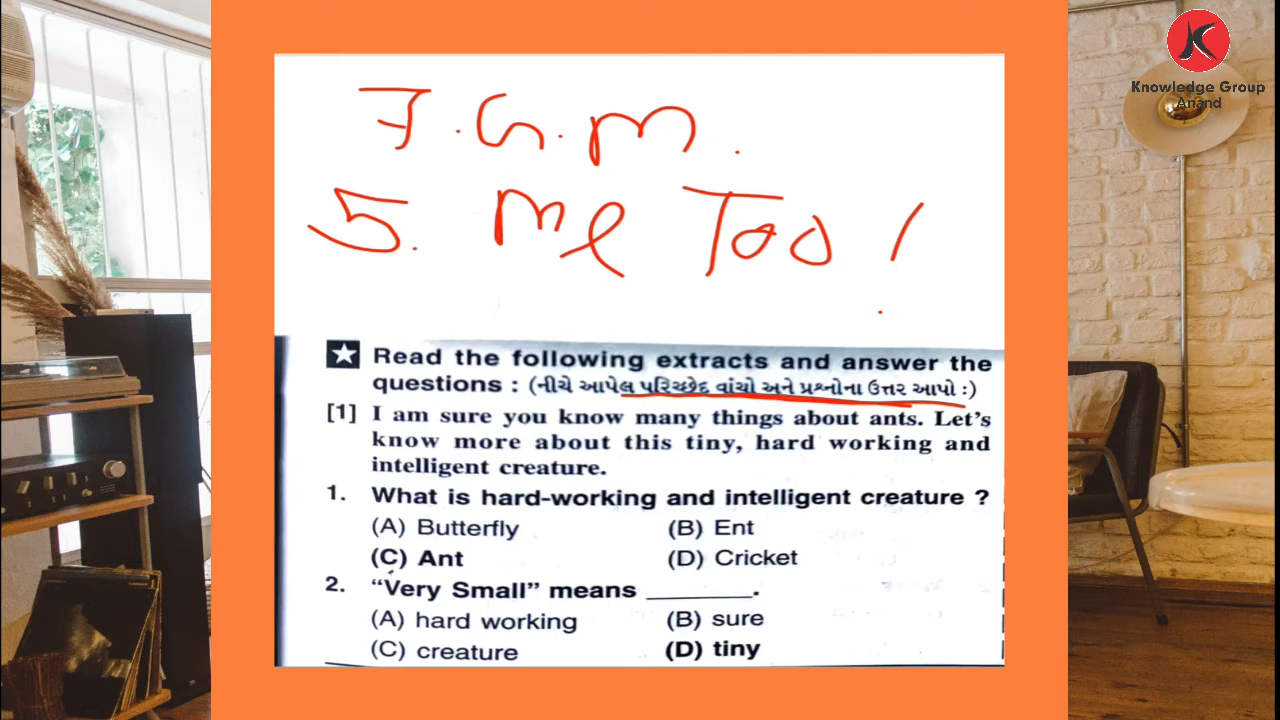 7.G.M.
5. Me Too !
★ Read the following extracts and answer the
questions : (નીચે આપેલ પરિચ્છેદ વાંચો અને પ્રશ્નોના ઉત્તર આપો :)
[1] I am sure you know many things about ants. Let's
know more about this tiny, hard working and
intelligent creature.
1. What is hard-working and intelligent creature ?
(A) Butterfly (B) Ent
(C) Ant (D) Cricket
2. “Very Small” means ________.
(A) hard working (B) sure
(C) creature (D) tiny
Knowledge Group
Anand